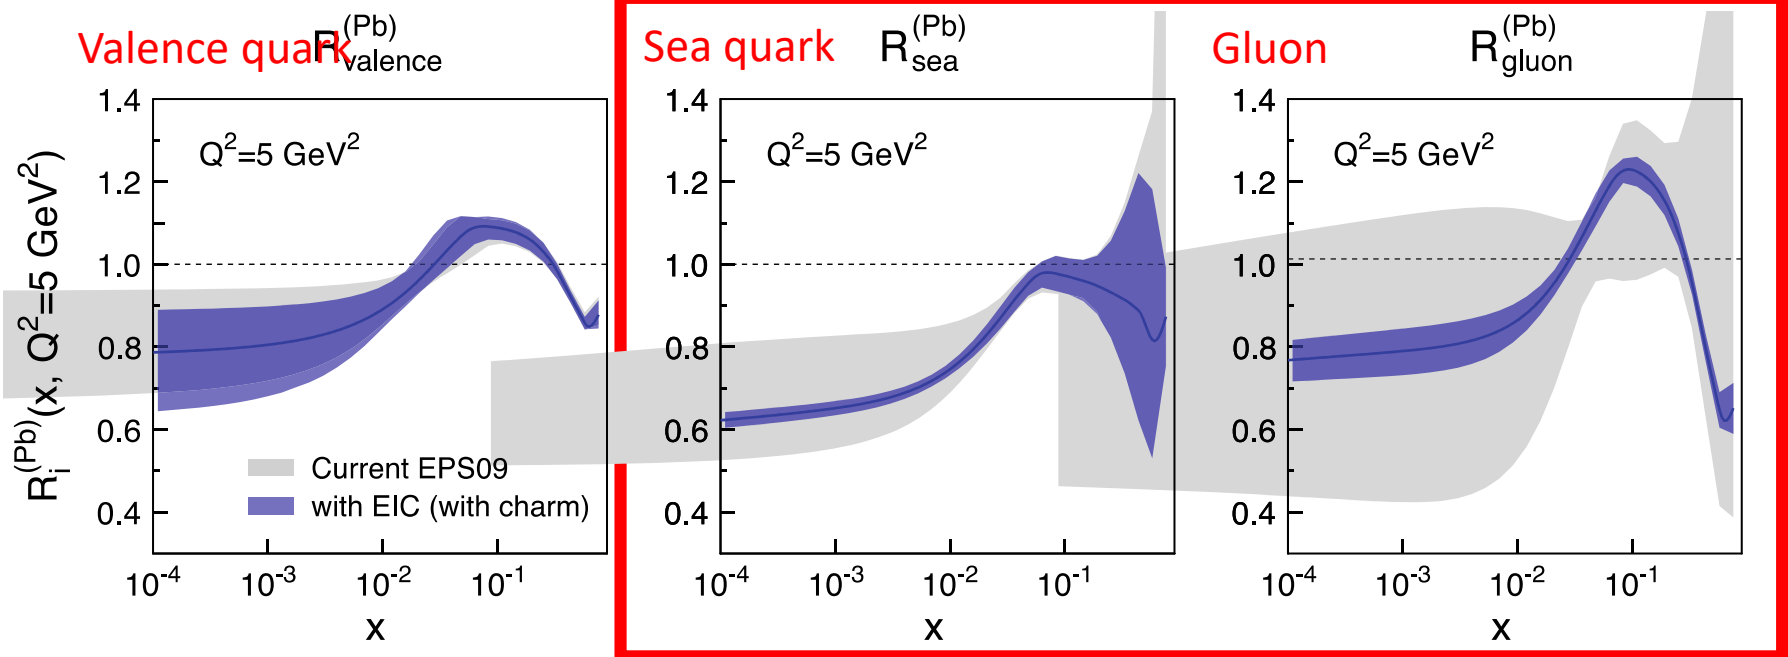 Valence quark R_valence^(Pb)
Sea quark R_sea^(Pb)
Gluon R_gluon^(Pb)
R_i^(Pb)(x, Q²=5 GeV²)
1.4
1.2
1.0
0.8
0.6
0.4
Q²=5 GeV²
Current EPS09
with EIC (with charm)
10⁻⁴ 10⁻³ 10⁻² 10⁻¹
x
1.4
1.2
1.0
0.8
0.6
0.4
Q²=5 GeV²
10⁻⁴ 10⁻³ 10⁻² 10⁻¹
x
1.4
1.2
1.0
0.8
0.6
0.4
Q²=5 GeV²
10⁻⁴ 10⁻³ 10⁻² 10⁻¹
x